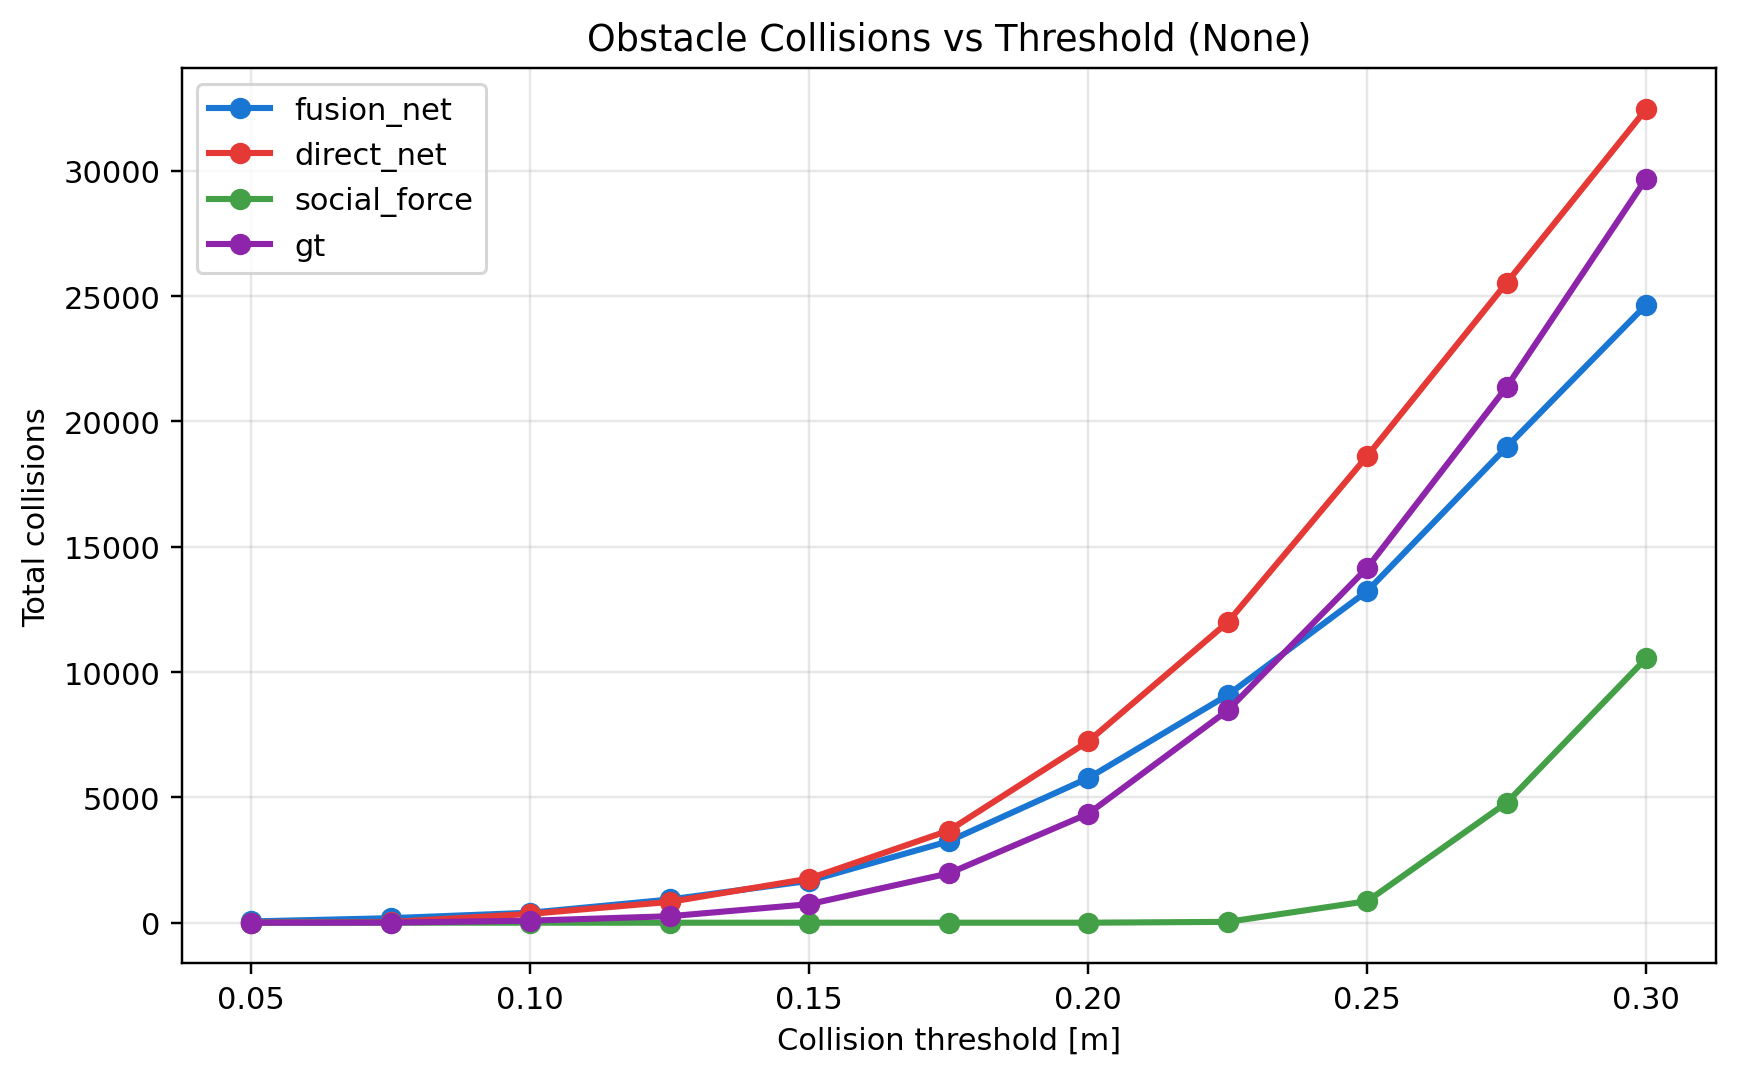 Obstacle Collisions vs Threshold (None)
fusion_net
direct_net
social_force
gt
30000
25000
20000
15000
10000
5000
0
Total collisions
0.05 0.10 0.15 0.20 0.25 0.30
Collision threshold [m]